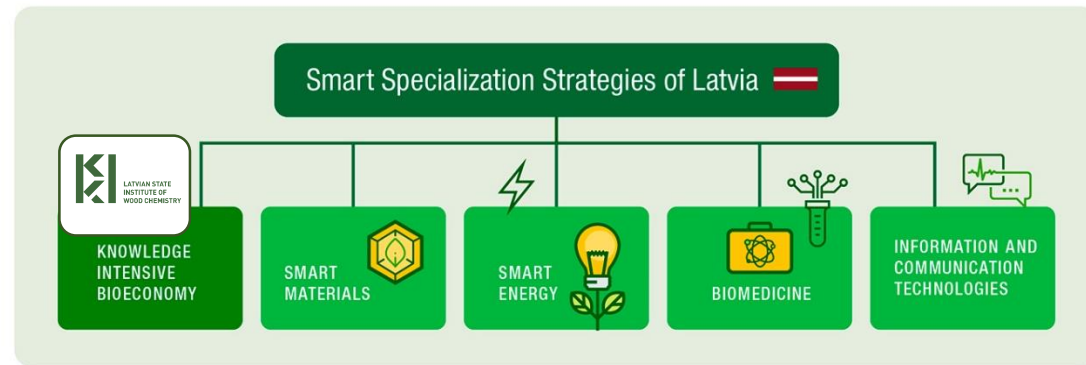 Smart Specialization Strategies of Latvia
LATVIAN STATE
INSTITUTE OF
WOOD CHEMISTRY
KNOWLEDGE
INTENSIVE
BIOECONOMY
SMART
MATERIALS
SMART
ENERGY
BIOMEDICINE
INFORMATION AND
COMMUNICATION
TECHNOLOGIES